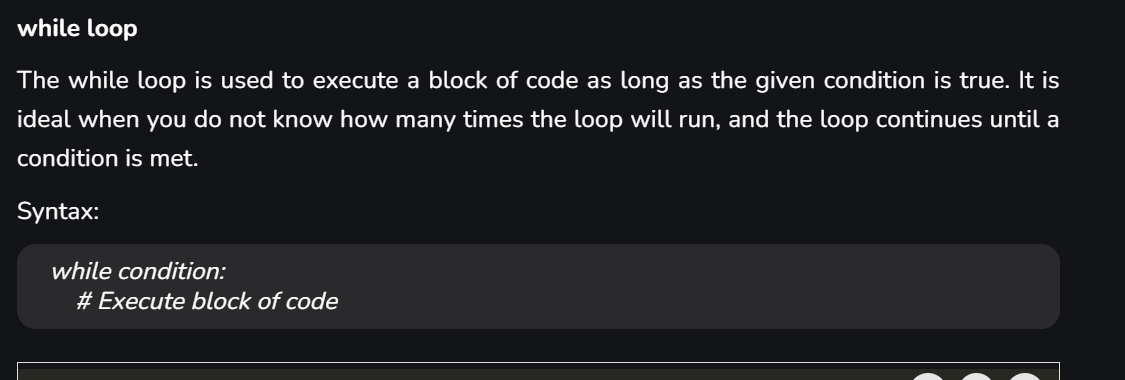 while loop
The while loop is used to execute a block of code as long as the given condition is true. It is
ideal when you do not know how many times the loop will run, and the loop continues until a
condition is met.
Syntax:
while condition:
# Execute block of code